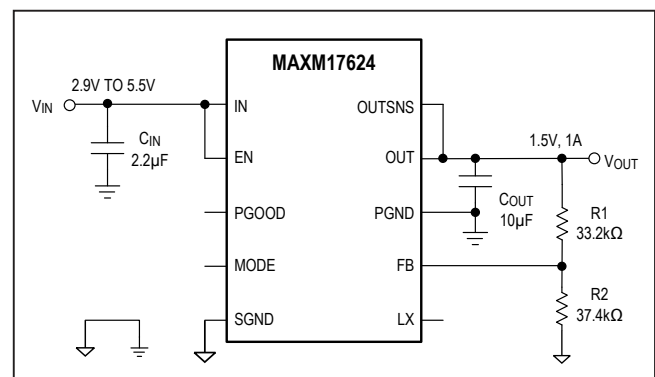 MAXM17624
2.9V TO 5.5V
VIN
CIN
2.2µF
IN
EN
PGOOD
MODE
SGND
OUTSNS
OUT
PGND
FB
LX
1.5V, 1A
VOUT
COUT
10µF
R1
33.2kΩ
R2
37.4kΩ